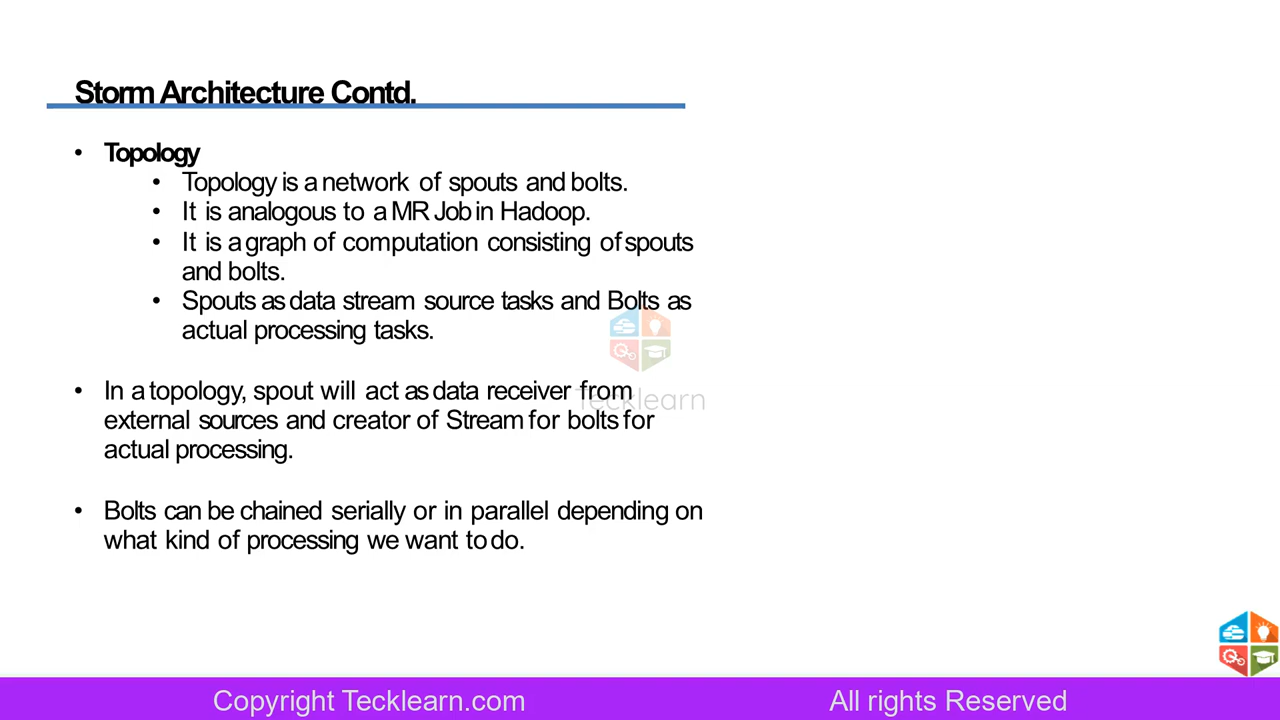 Storm Architecture Contd.
• Topology
• Topology is a network of spouts and bolts.
• It is analogous to a MR Job in Hadoop.
• It is a graph of computation consisting of spouts
and bolts.
• Spouts as data stream source tasks and Bolts as
actual processing tasks.
• In a topology, spout will act as data receiver from
external sources and creator of Stream for bolts for
actual processing.
Tecklearn
• Bolts can be chained serially or in parallel depending on
what kind of processing we want to do.
Copyright Tecklearn.com
All rights Reserved